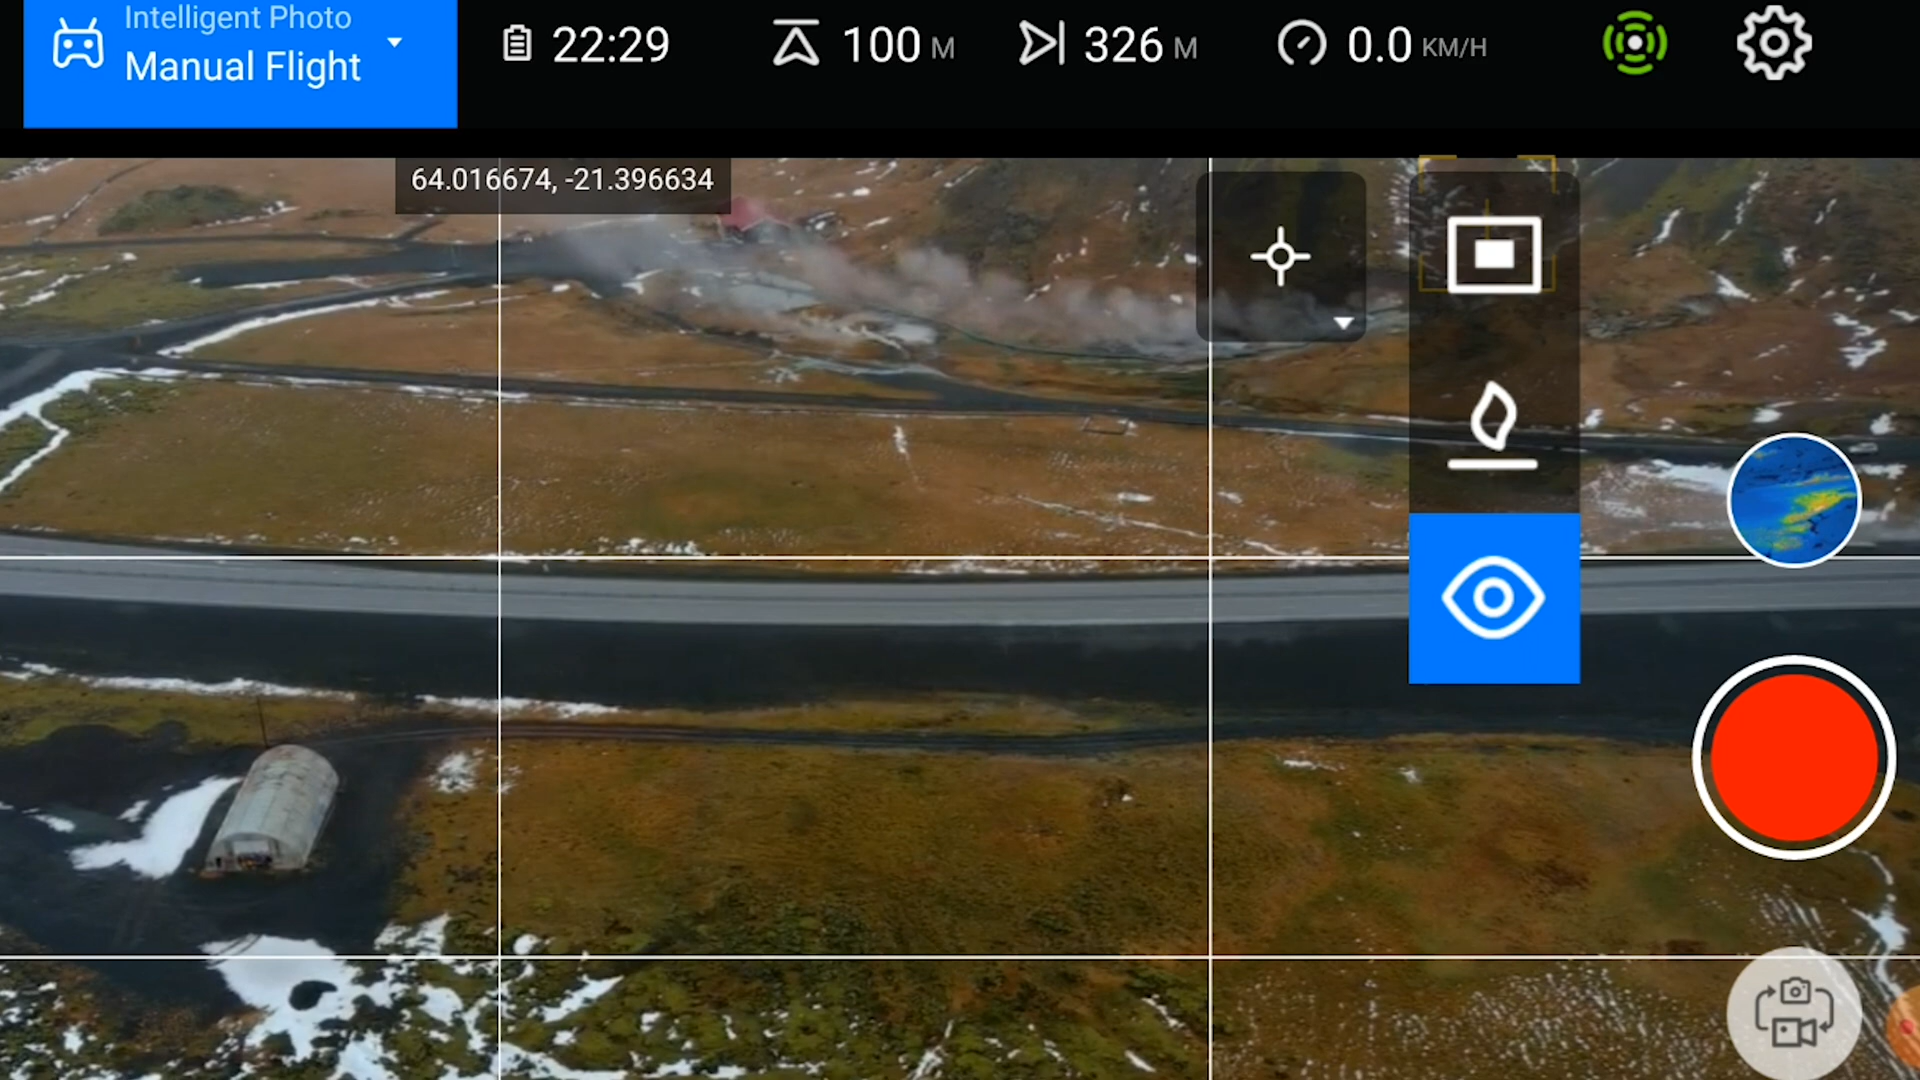 Intelligent Photo
Manual Flight
22:29
100 M
326 M
0.0 KM/H
64.016674, -21.396634